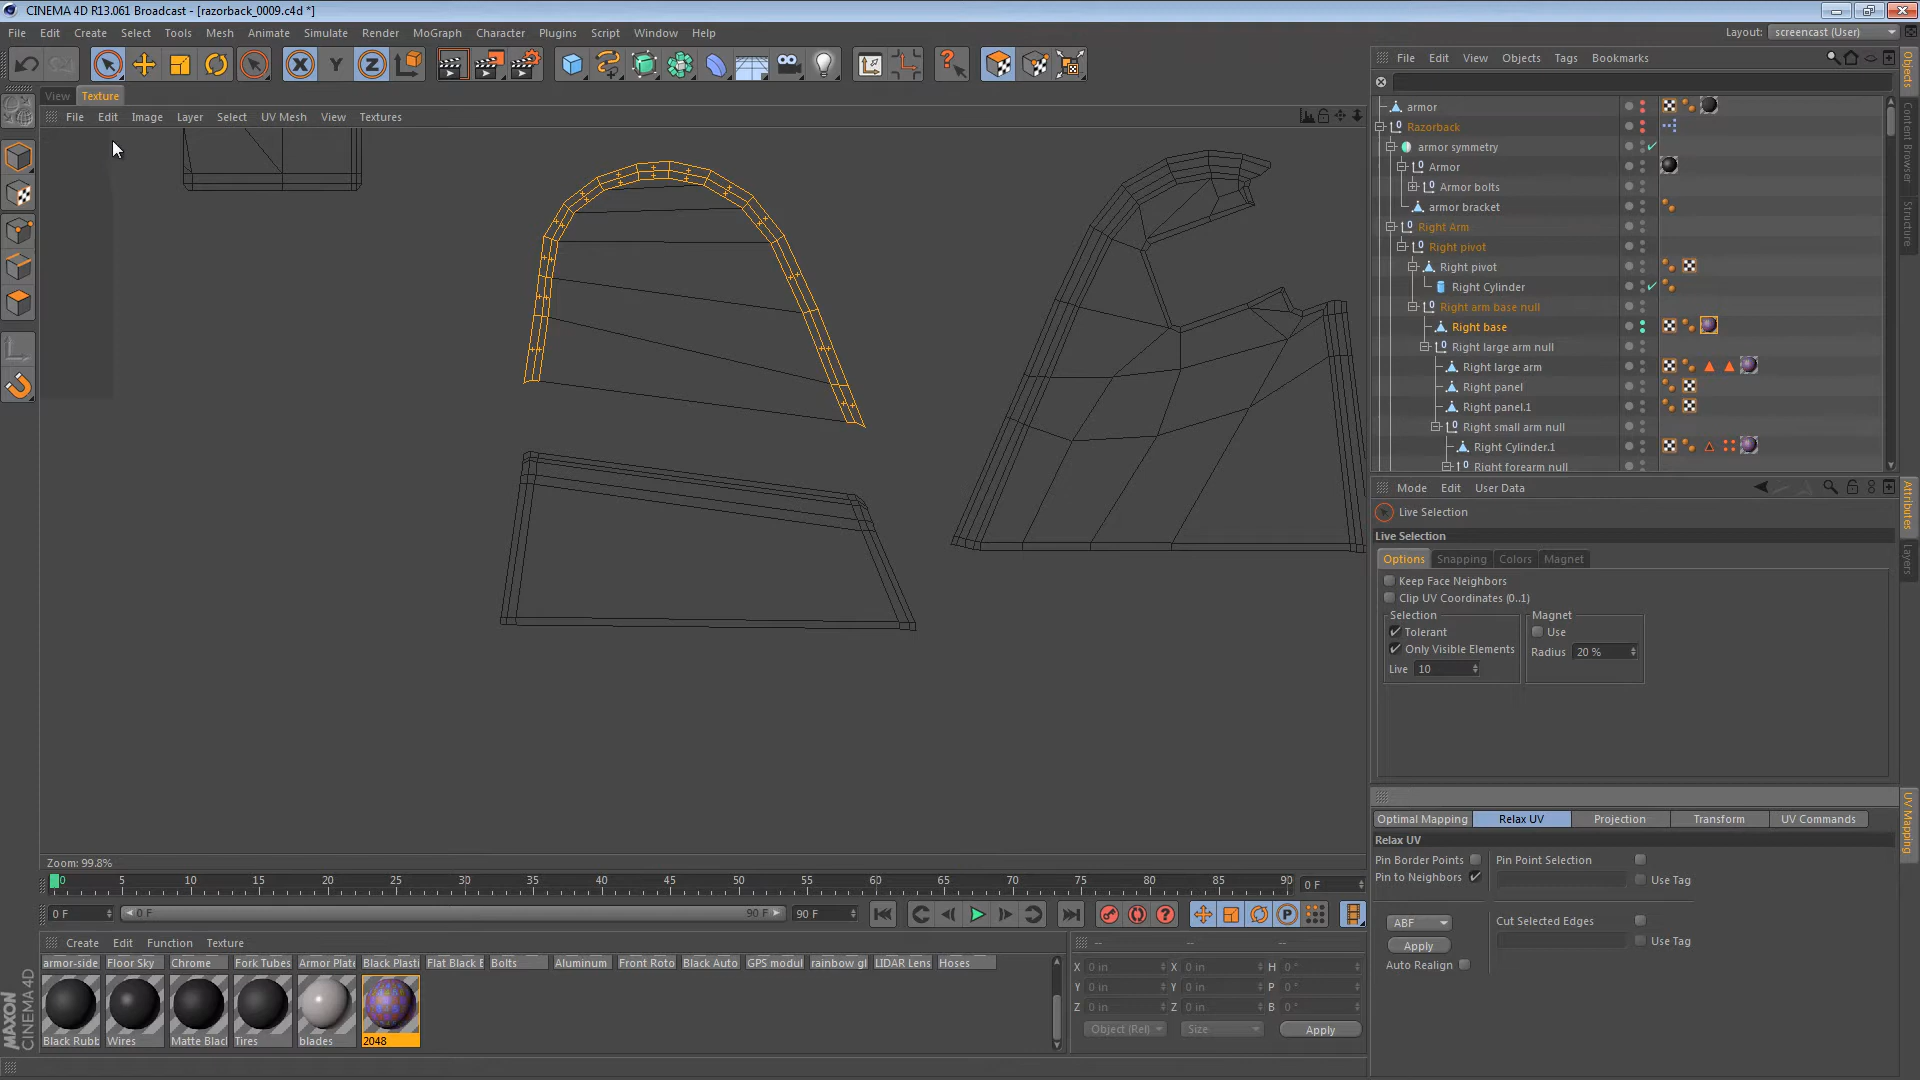 CINEMA 4D R13.061 Broadcast - [razorback_0009.c4d *]
File Edit Create Select Tools Mesh Animate Simulate Render MoGraph Character Plugins Script Window Help
Layout: screencast (User)
View Texture
File Edit Image Layer Select UV Mesh View Textures
File Edit View Objects Tags Bookmarks
armor
Razorback
armor symmetry
Armor
Armor bolts
armor bracket
Right Arm
Right pivot
Right pivot
Right Cylinder
Right arm base null
Right base
Right large arm null
Right large arm
Right panel
Right panel.1
Right small arm null
Right Cylinder.1
Right forearm null
Objects
Content Browser
Structure
Mode Edit User Data
Live Selection
Live Selection
Options Snapping Colors Magnet
Keep Face Neighbors
Clip UV Coordinates (0..1)
Selection
Tolerant
Only Visible Elements
Live 10
Magnet
Use
Radius 20 %
Attributes
Layers
Optimal Mapping Relax UV Projection Transform UV Commands
Relax UV
Pin Border Points Pin Point Selection
Pin to Neighbors Use Tag
ABF Cut Selected Edges
Apply Use Tag
Auto Realign
UV Mapping
Zoom: 99.8%
0 5 10 15 20 25 30 35 40 45 50 55 60 65 70 75 80 85 90 0 F
0 F 0 F 90 F 90 F
Create Edit Function Texture
armor-side Floor Sky Chrome Fork Tubes Armor Plate Black Plasti Flat Black E Bolts Aluminum Front Roto Black Auto GPS modul rainbow gl LIDAR Lens Hoses
Black Rubb Wires Matte Blacl Tires blades 2048
-- -- --
X 0 in X 0 in H 0 °
Y 0 in Y 0 in P 0 °
Z 0 in Z 0 in B 0 °
Object (Rel) Size Apply
MAXON
CINEMA 4D